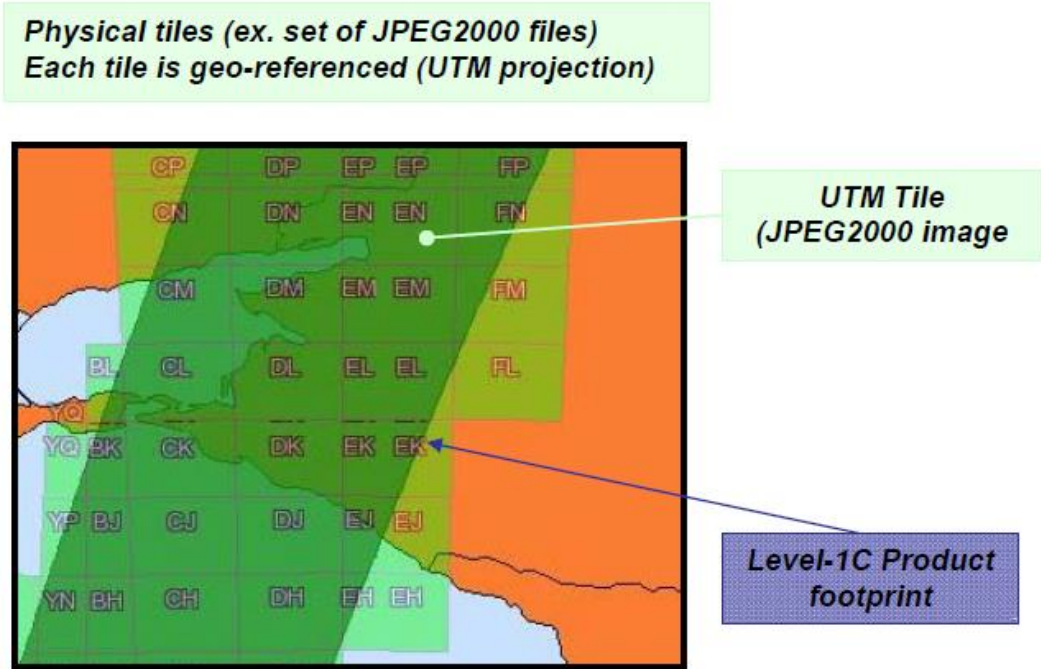 Physical tiles (ex. set of JPEG2000 files)
Each tile is geo-referenced (UTM projection)
CP DP EP EP FP
CN DN EN EN FN
UTM Tile
(JPEG2000 image
CM DM EM EM FM
BL CL DL EL EL FL
YQ
YQ BK CK DK EK EK
YP BJ CJ DJ EJ EJ
Level-1C Product
footprint
YN BH CH DH EH EH